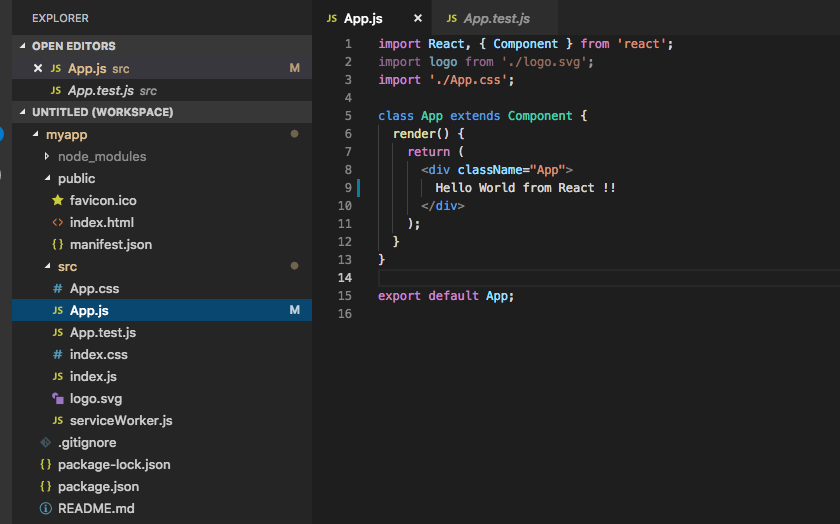 EXPLORER
OPEN EDITORS
JS App.js src M
JS App.test.js src
UNTITLED (WORKSPACE)
myapp
node_modules
public
favicon.ico
<> index.html
{} manifest.json
src
# App.css
JS App.js M
JS App.test.js
# index.css
JS index.js
logo.svg
JS serviceWorker.js
.gitignore
{} package-lock.json
{} package.json
README.md
JS App.js
JS App.test.js
1 import React, { Component } from 'react';
2 import logo from './logo.svg';
3 import './App.css';
4
5 class App extends Component {
6 render() {
7 return (
8 <div className="App">
9 Hello World from React !!
10 </div>
11 );
12 }
13 }
14
15 export default App;
16